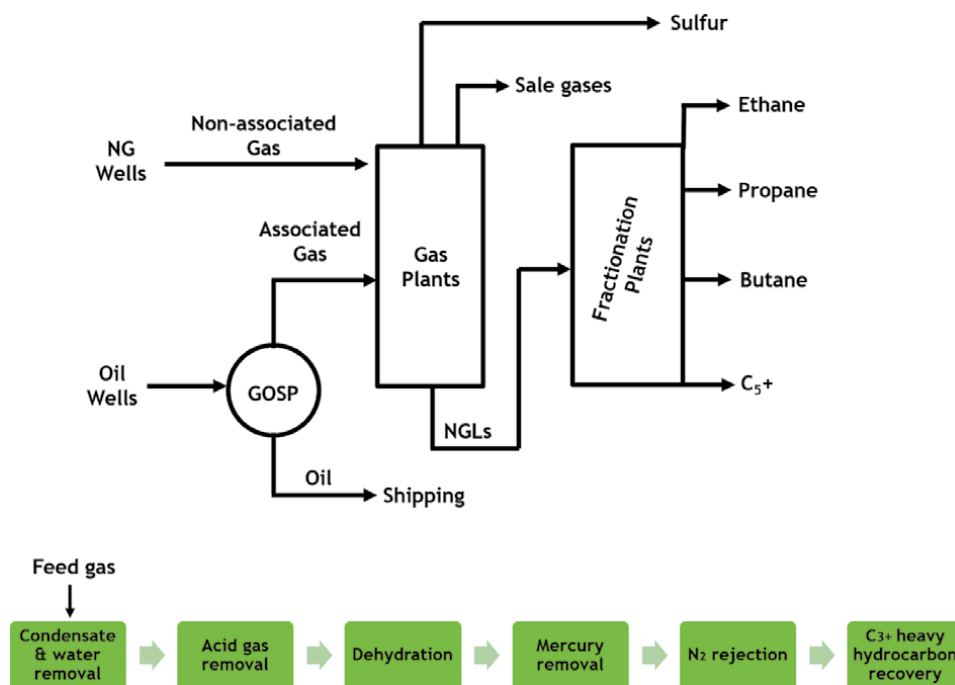 Sulfur
Sale gases
Ethane
Non-associated
Gas
NG
Wells
Propane
Associated
Gas
Gas
Plants
Fractionation
Plants
Butane
Oil
Wells
GOSP
C₅+
NGLs
Oil
Shipping
Feed gas
Condensate
& water
removal
Acid gas
removal
Dehydration
Mercury
removal
N₂ rejection
C₃+ heavy
hydrocarbon
recovery